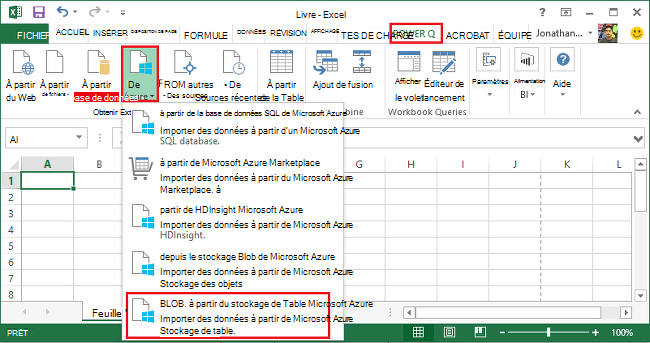 Livre - Excel
FICHIER ACCUEIL INSÉRER DISPOSITION DE PAGE FORMULE DONNÉES RÉVISION AFFICHAGE TES DE CHARGE POWER Q ACROBAT ÉQUIPE Jonathan...
À partir du Web
À partir de fichiers -
À partir base de données
De
FROM autres - Des sources
- De Sources récentes
À partir de la Table
Ajout de fusion
Afficher le volet
Éditeur de lancement
Paramètres
Alimentation BI
Aide
Obtenir Ext
bine
Workbook Queries
AI
A B H I J K L
1
2
3
4
5
6
7
8
à partir de la base de données SQL de Microsoft Azure
Importer des données à partir d'un Microsoft Azure
SQL database.
à partir de Microsoft Azure Marketplace
Importer des données à partir du Microsoft Azure
Marketplace. à
partir de HDInsight Microsoft Azure
Importer des données à partir de Microsoft Azure
HDInsight.
depuis le stockage Blob de Microsoft Azure
Importer des données à partir de Microsoft Azure
Stockage des objets
BLOB. à partir du stockage de Table Microsoft Azure
Importer des données à partir de Microsoft Azure
Stockage de table.
Feuille
PRÊT
100%